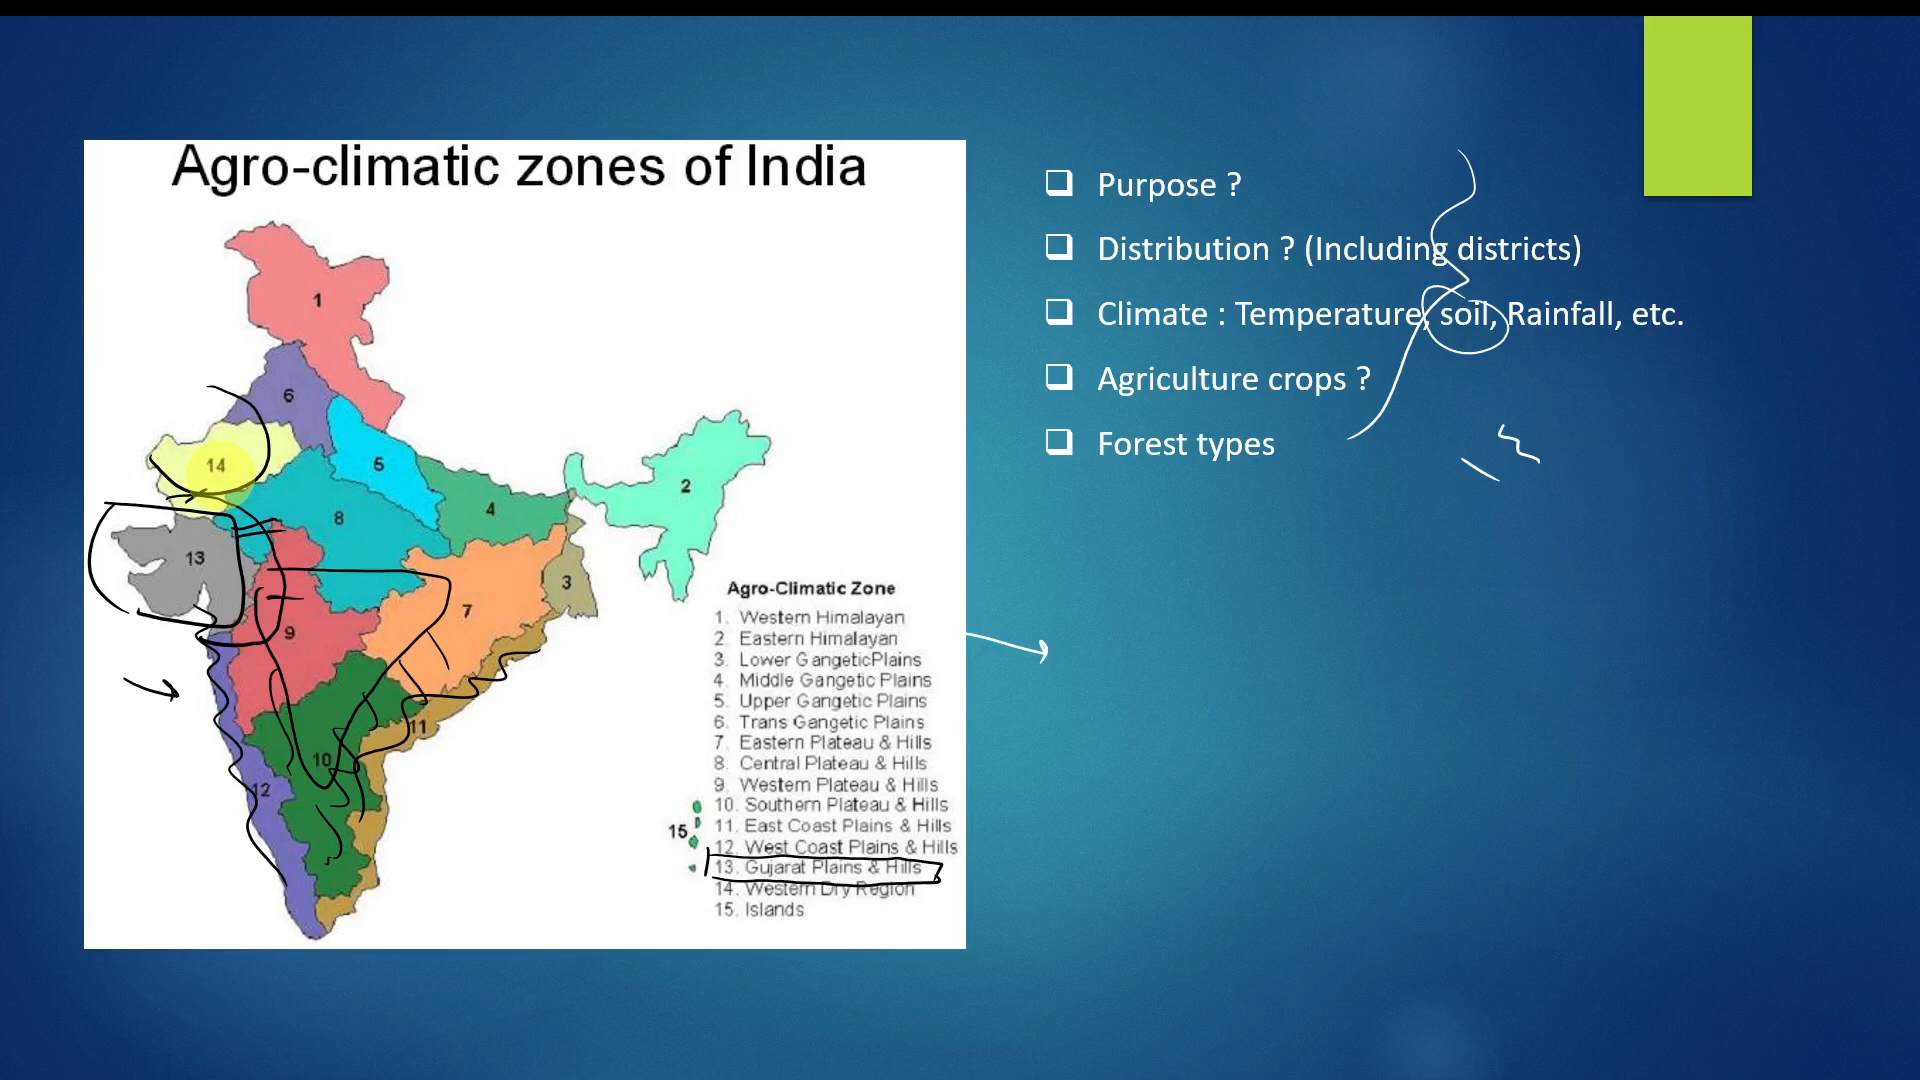 Agro-climatic zones of India
1
6
14
5
2
8
4
13
3
7
9
11
10
12
15
Agro-Climatic Zone
1. Western Himalayan
2. Eastern Himalayan
3. Lower GangeticPlains
4. Middle Gangetic Plains
5. Upper Gangetic Plains
6. Trans Gangetic Plains
7. Eastern Plateau & Hills
8. Central Plateau & Hills
9. Western Plateau & Hills
10. Southern Plateau & Hills
11. East Coast Plains & Hills
12. West Coast Plains & Hills
13. Gujarat Plains & Hills
14. Western Dry Region
15. Islands
Purpose ?
Distribution ? (Including districts)
Climate : Temperature, soil, Rainfall, etc.
Agriculture crops ?
Forest types